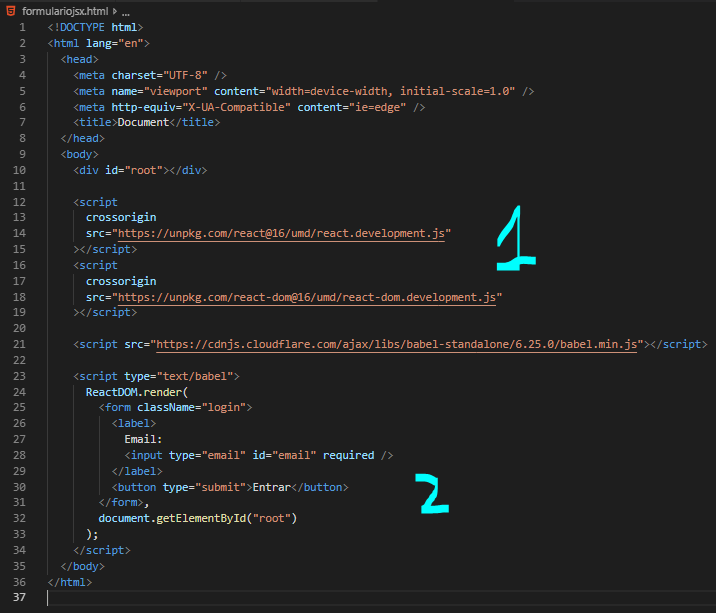 formulariojsx.html > ...
1 <!DOCTYPE html>
2 <html lang="en">
3 <head>
4 <meta charset="UTF-8" />
5 <meta name="viewport" content="width=device-width, initial-scale=1.0" />
6 <meta http-equiv="X-UA-Compatible" content="ie=edge" />
7 <title>Document</title>
8 </head>
9 <body>
10 <div id="root"></div>
11
12 <script
13 crossorigin
14 src="https://unpkg.com/react@16/umd/react.development.js"
15 ></script>
16 <script
17 crossorigin
18 src="https://unpkg.com/react-dom@16/umd/react-dom.development.js"
19 ></script>
20
21 <script src="https://cdnjs.cloudflare.com/ajax/libs/babel-standalone/6.25.0/babel.min.js"></script>
22
23 <script type="text/babel">
24 ReactDOM.render(
25 <form className="login">
26 <label>
27 Email:
28 <input type="email" id="email" required />
29 </label>
30 <button type="submit">Entrar</button>
31 </form>,
32 document.getElementById("root")
33 );
34 </script>
35 </body>
36 </html>
37
1
2